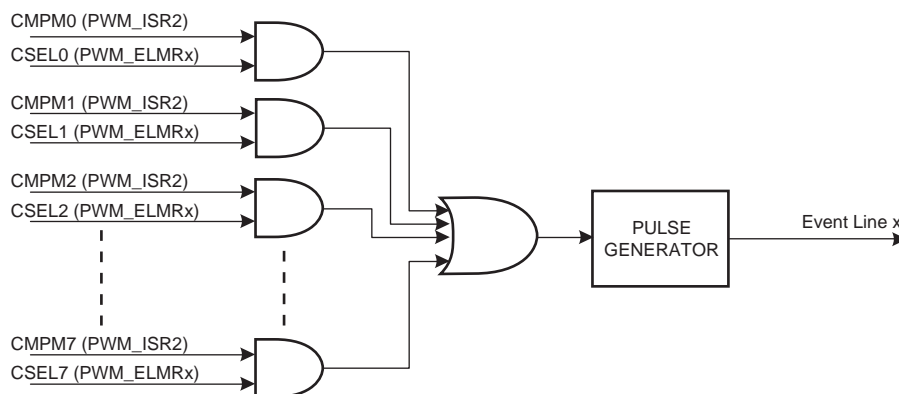 CMPM0 (PWM_ISR2)
CSEL0 (PWM_ELMRx)
CMPM1 (PWM_ISR2)
CSEL1 (PWM_ELMRx)
CMPM2 (PWM_ISR2)
CSEL2 (PWM_ELMRx)
CMPM7 (PWM_ISR2)
CSEL7 (PWM_ELMRx)
PULSE
GENERATOR
Event Line x